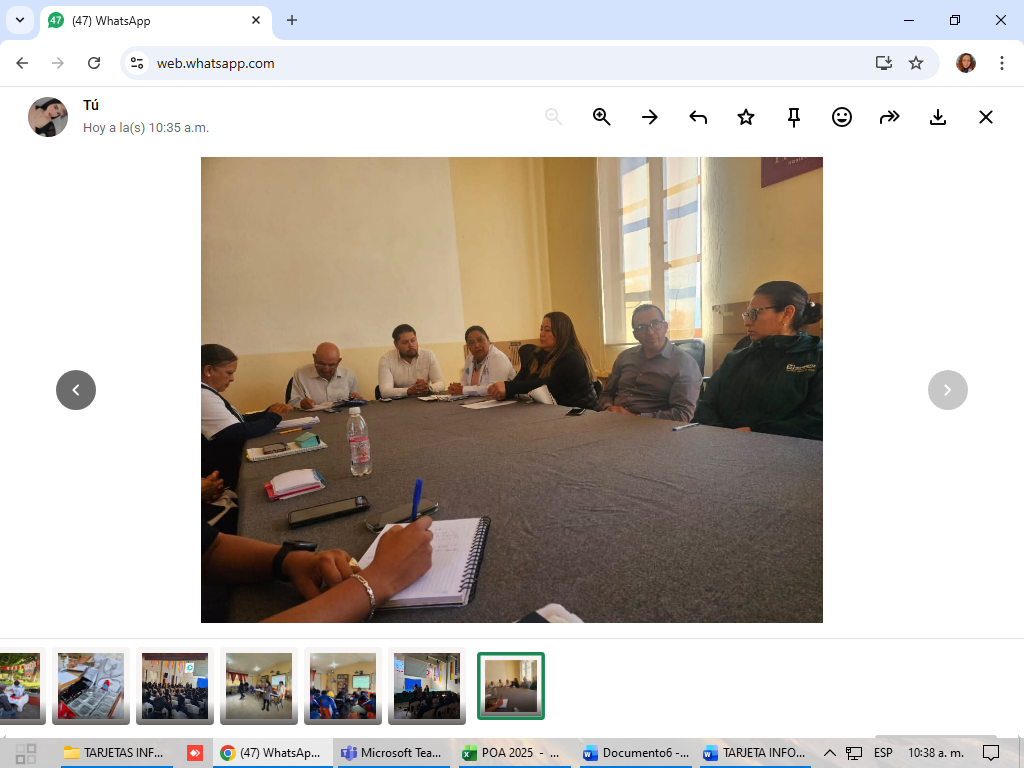 47
(47) WhatsApp
web.whatsapp.com
Tú
Hoy a la(s) 10:35 a.m.
TARJETAS INF...
(47) WhatsAp...
Microsoft Tea...
POA 2025 - ...
Documento6 -...
TARJETA INFO...
ESP
10:38 a. m.